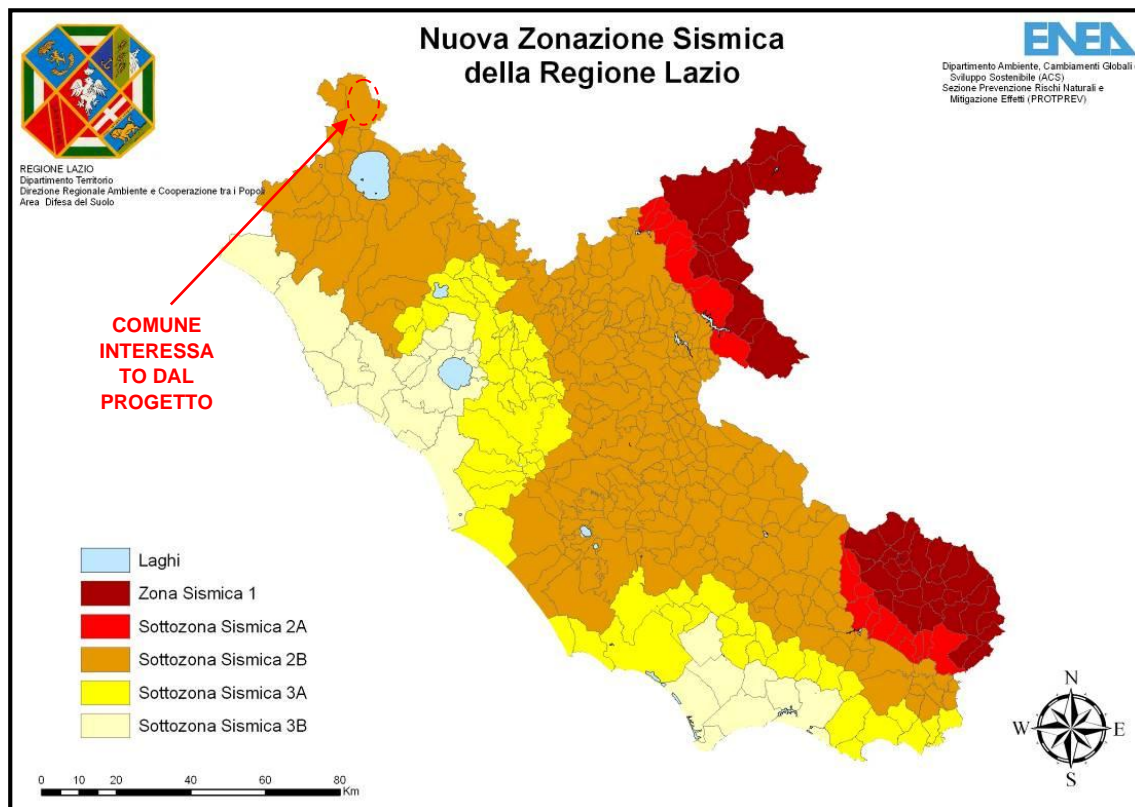 Nuova Zonazione Sismica
della Regione Lazio
ENEA
Dipartimento Ambiente, Cambiamenti Globali e
Sviluppo Sostenibile (ACS)
Sezione Prevenzione Rischi Naturali e
Mitigazione Effetti (PROTPREV)
REGIONE LAZIO
Dipartimento Territorio
Direzione Regionale Ambiente e Cooperazione tra i Popoli
Area Difesa del Suolo
COMUNE
INTERESSA
TO DAL
PROGETTO
Laghi
Zona Sismica 1
Sottozona Sismica 2A
Sottozona Sismica 2B
Sottozona Sismica 3A
Sottozona Sismica 3B
0 10 20 40 60 80
Km
N
W E
S